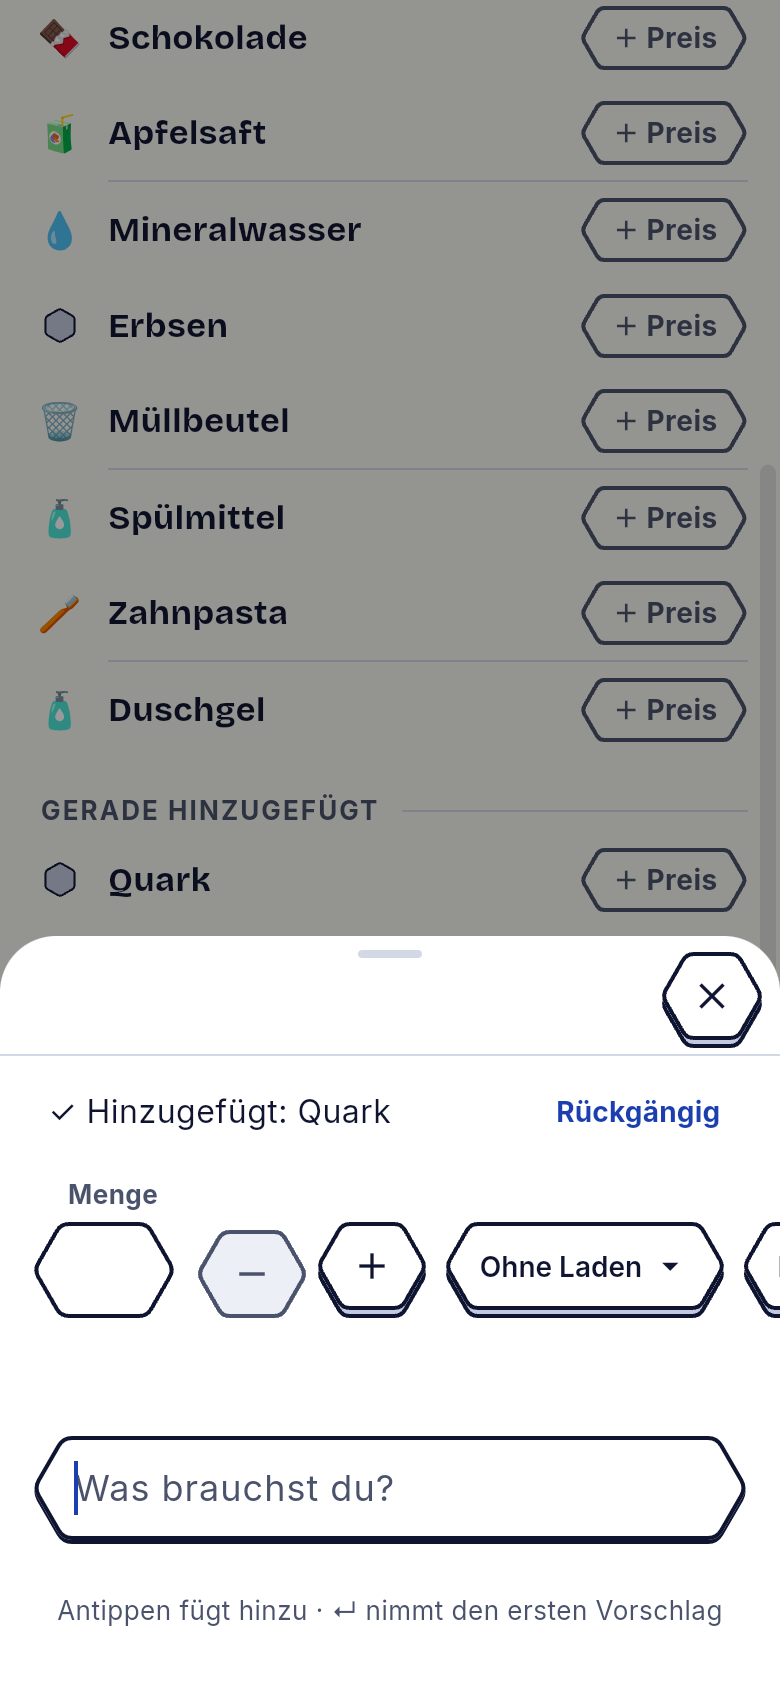 Schokolade + Preis
Apfelsaft + Preis
Mineralwasser + Preis
Erbsen + Preis
Müllbeutel + Preis
Spülmittel + Preis
Zahnpasta + Preis
Duschgel + Preis
GERADE HINZUGEFÜGT
Quark + Preis
✓ Hinzugefügt: Quark Rückgängig
Menge
− + Ohne Laden
Was brauchst du?
Antippen fügt hinzu · ↵ nimmt den ersten Vorschlag